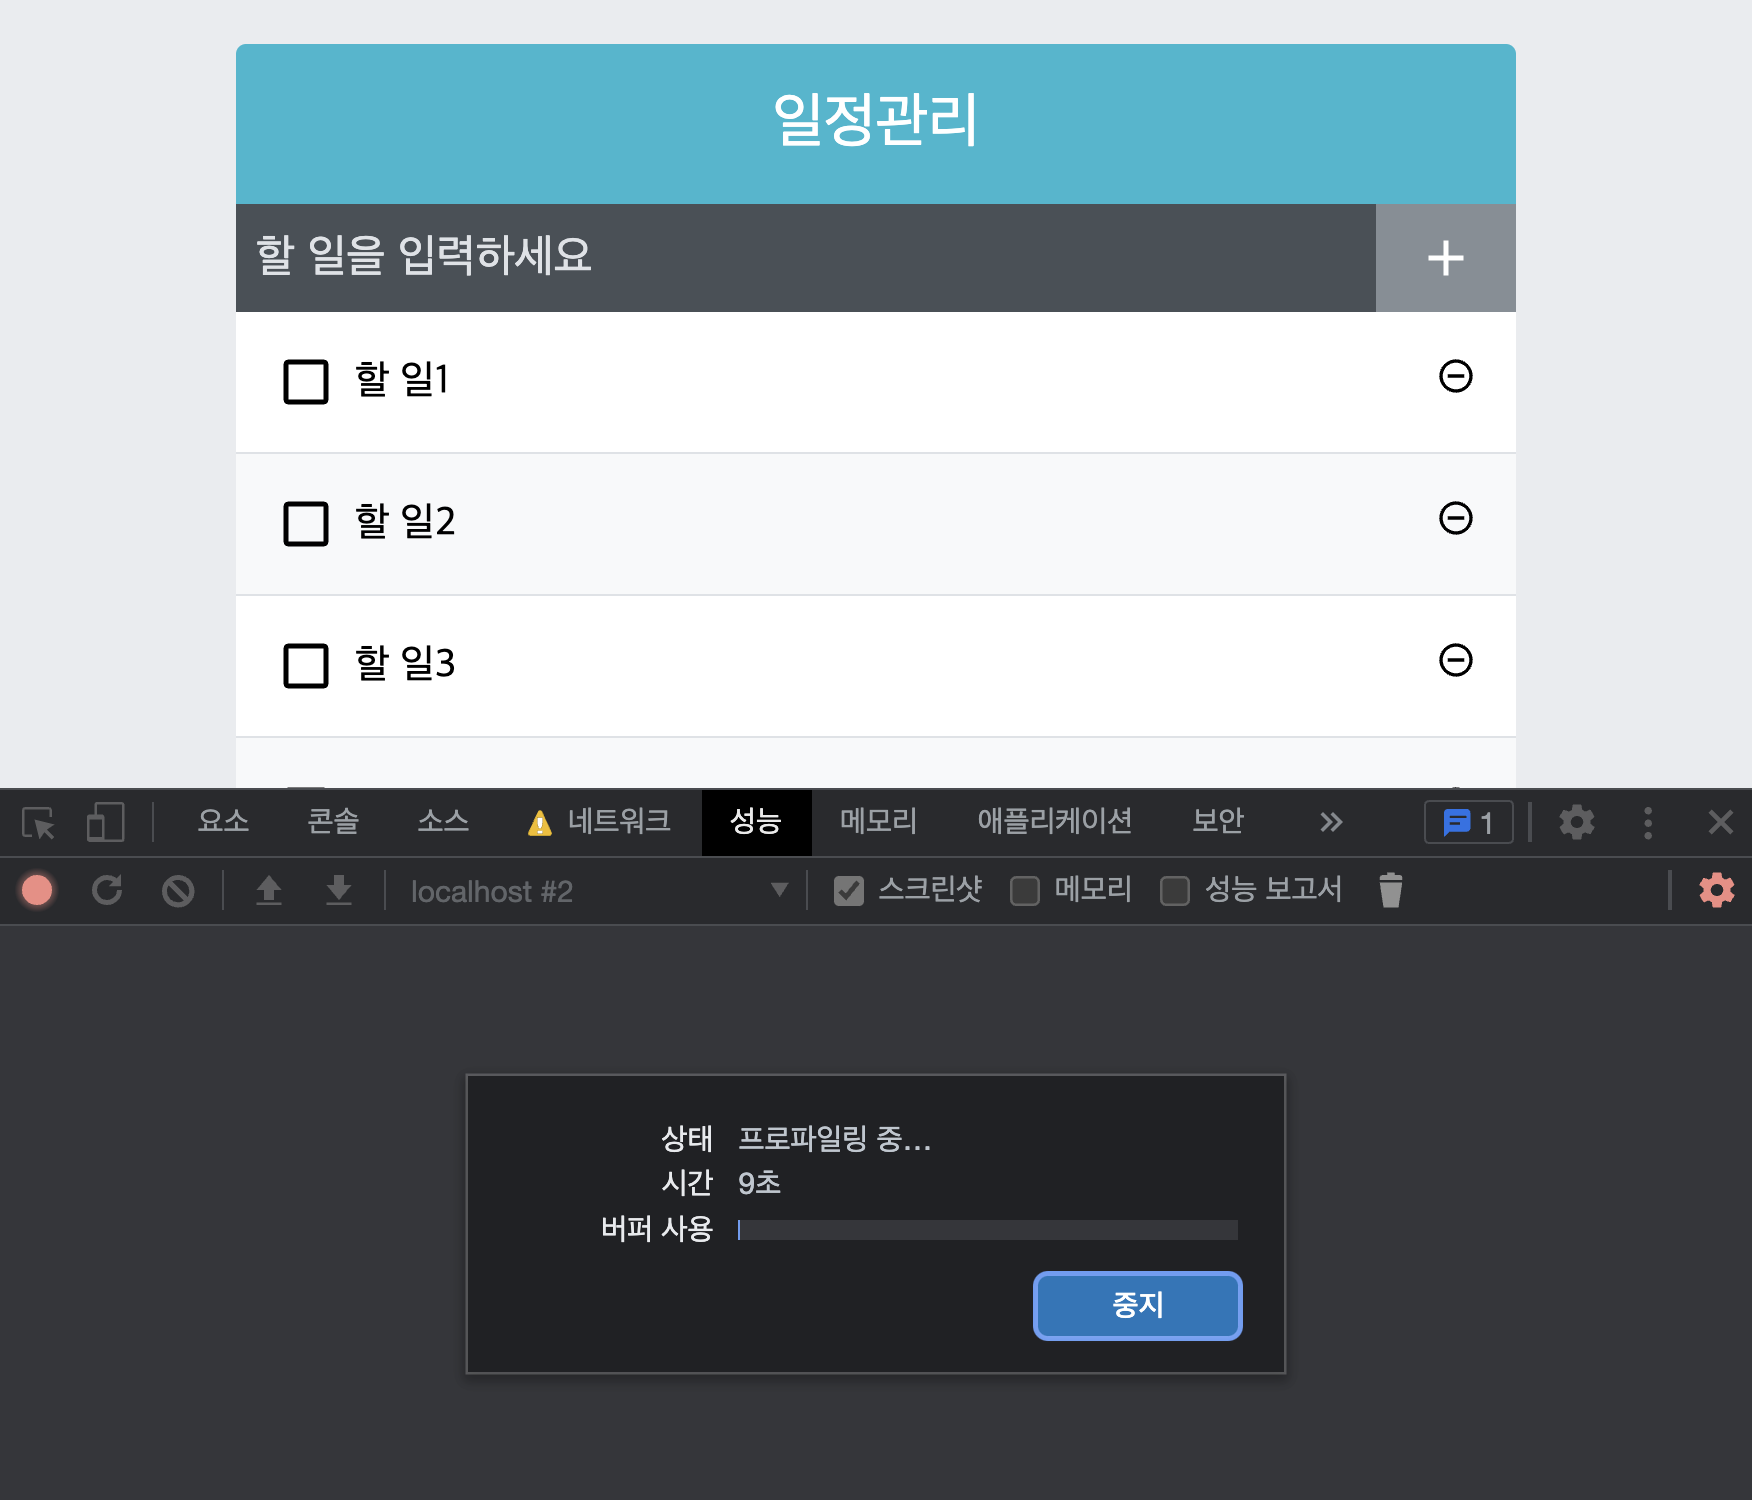 일정관리
할 일을 입력하세요
할 일1
할 일2
할 일3
요소 콘솔 소스 네트워크 성능 메모리 애플리케이션 보안 » 1
localhost #2 스크린샷 메모리 성능 보고서
상태 프로파일링 중...
시간 9초
버퍼 사용
중지